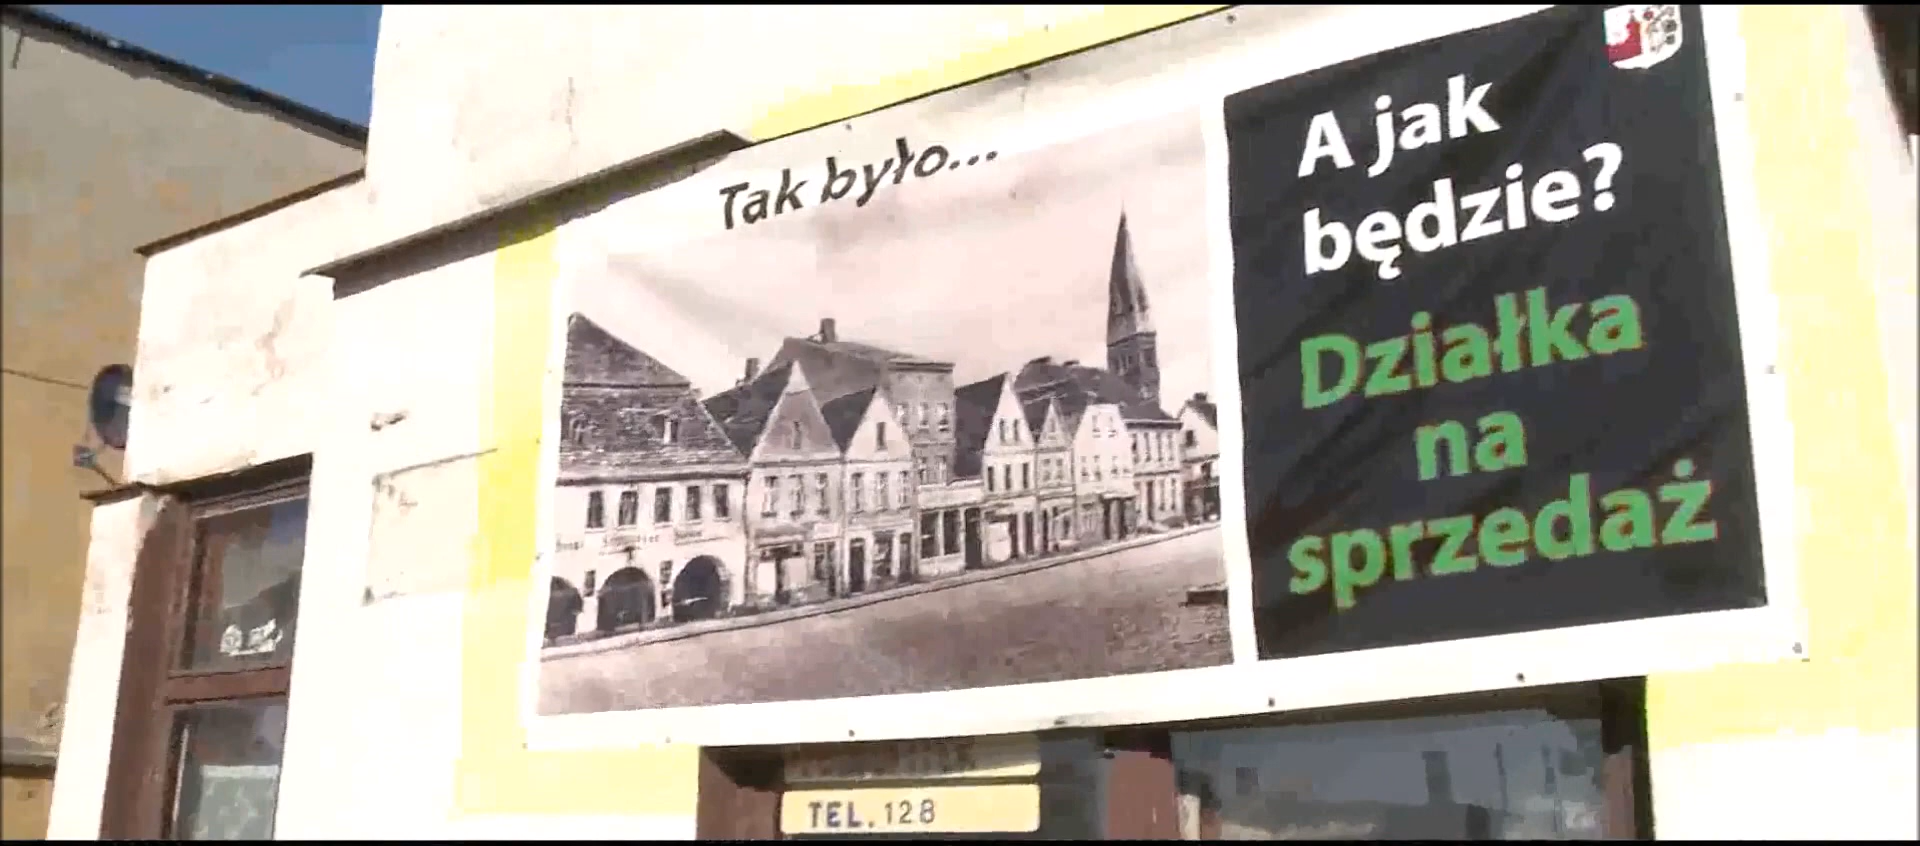 Tak było...
A jak
będzie?
Działka
na
sprzedaż
TEL. 128